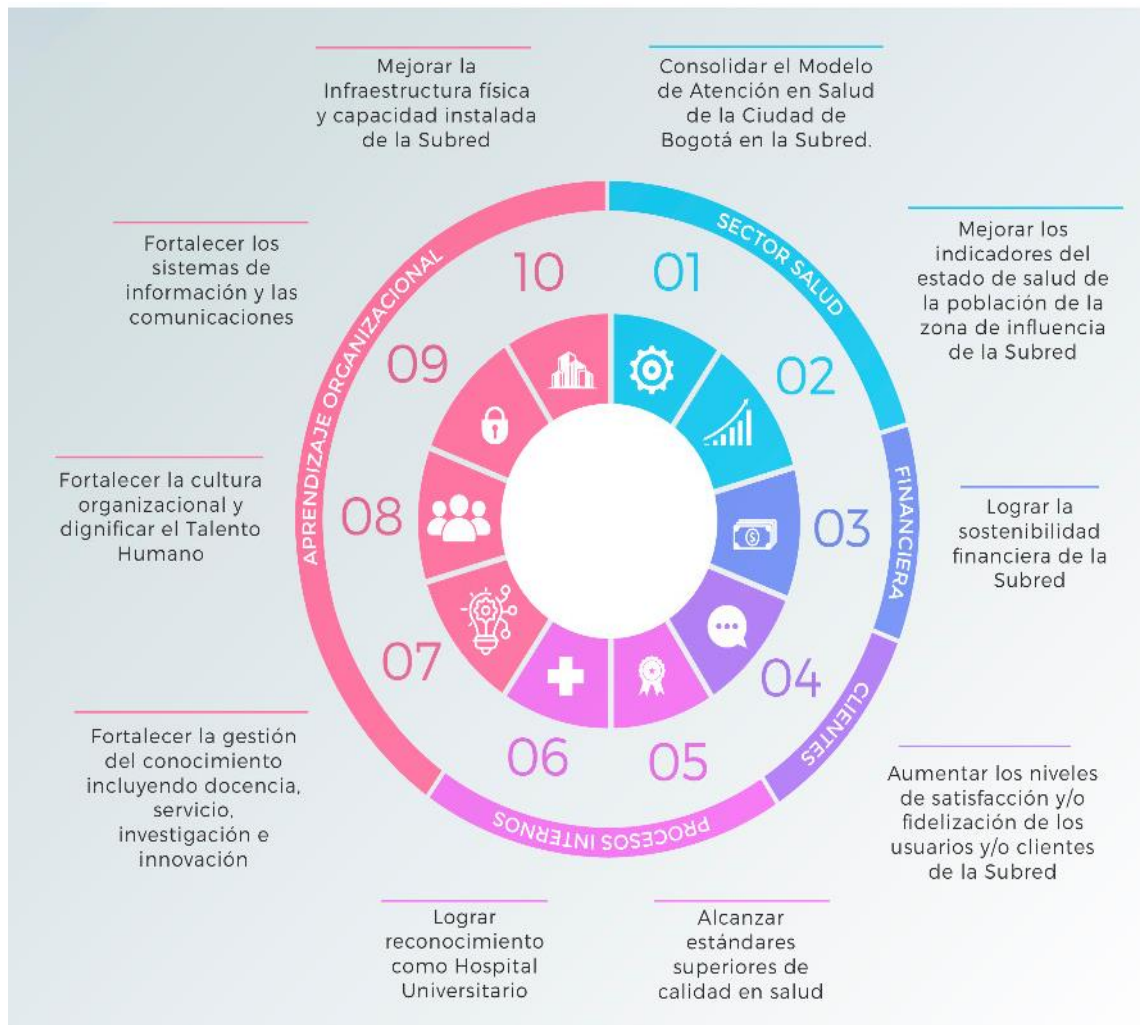 Mejorar la
Infraestructura física
y capacidad instalada
de la Subred
Consolidar el Modelo
de Atención en Salud
de la Ciudad de
Bogotá en la Subred.
Fortalecer los
sistemas de
información y las
comunicaciones
Mejorar los
indicadores del
estado de salud de
la población de la
zona de influencia
de la Subred
Fortalecer la cultura
organizacional y
dignificar el Talento
Humano
Lograr la
sostenibilidad
financiera de la
Subred
Fortalecer la gestión
del conocimiento
incluyendo docencia,
servicio,
investigación e
innovación
Aumentar los niveles
de satisfacción y/o
fidelización de los
usuarios y/o clientes
de la Subred
Lograr
reconocimiento
como Hospital
Universitario
Alcanzar
estándares
superiores de
calidad en salud
SECTOR SALUD
FINANCIERA
CLIENTES
PROCESOS INTERNOS
APRENDIZAJE ORGANIZACIONAL
01
02
03
04
05
06
07
08
09
10
$